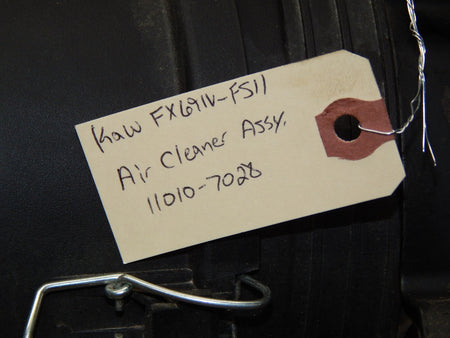 Kaw FX691V-FS11
Air Cleaner Assy.
11010-7028